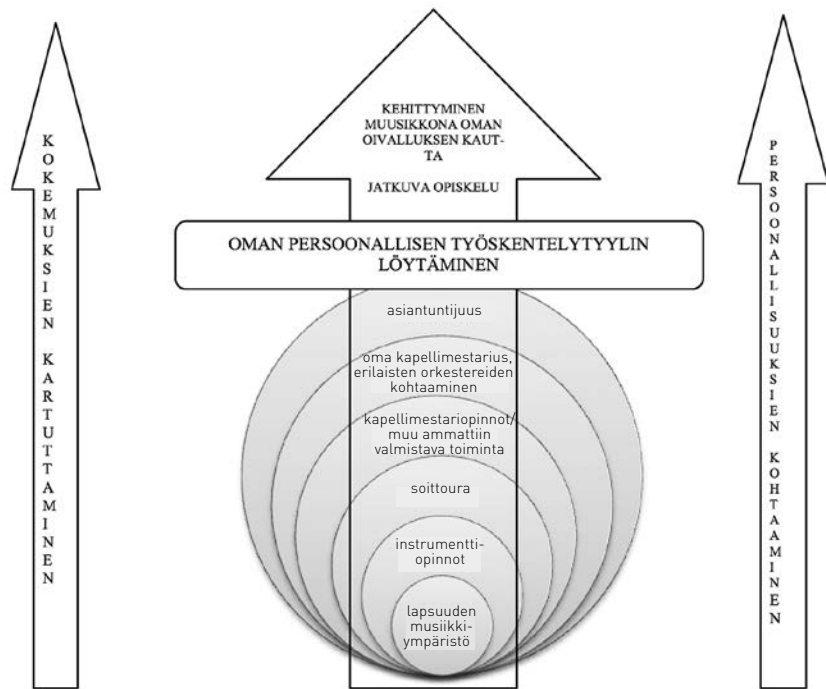 KOKEMUKSIEN KARTUTTAMINEN
KEHITTYMINEN
MUUSIKKONA OMAN
OIVALLUKSEN KAUT-
TA
JATKUVA OPISKELU
OMAN PERSOONALLISEN TYÖSKENTELYTYYLIN
LÖYTÄMINEN
asiantuntijuus
oma kapellimestarius,
erilaisten orkestereiden
kohtaaminen
kapellimestariopinnot/
muu ammattiin
valmistava toiminta
soittoura
instrumentti-
opinnot
lapsuuden
musiikki-
ympäristö
PERSOONALLISUUKSIEN KOHTAAMINEN